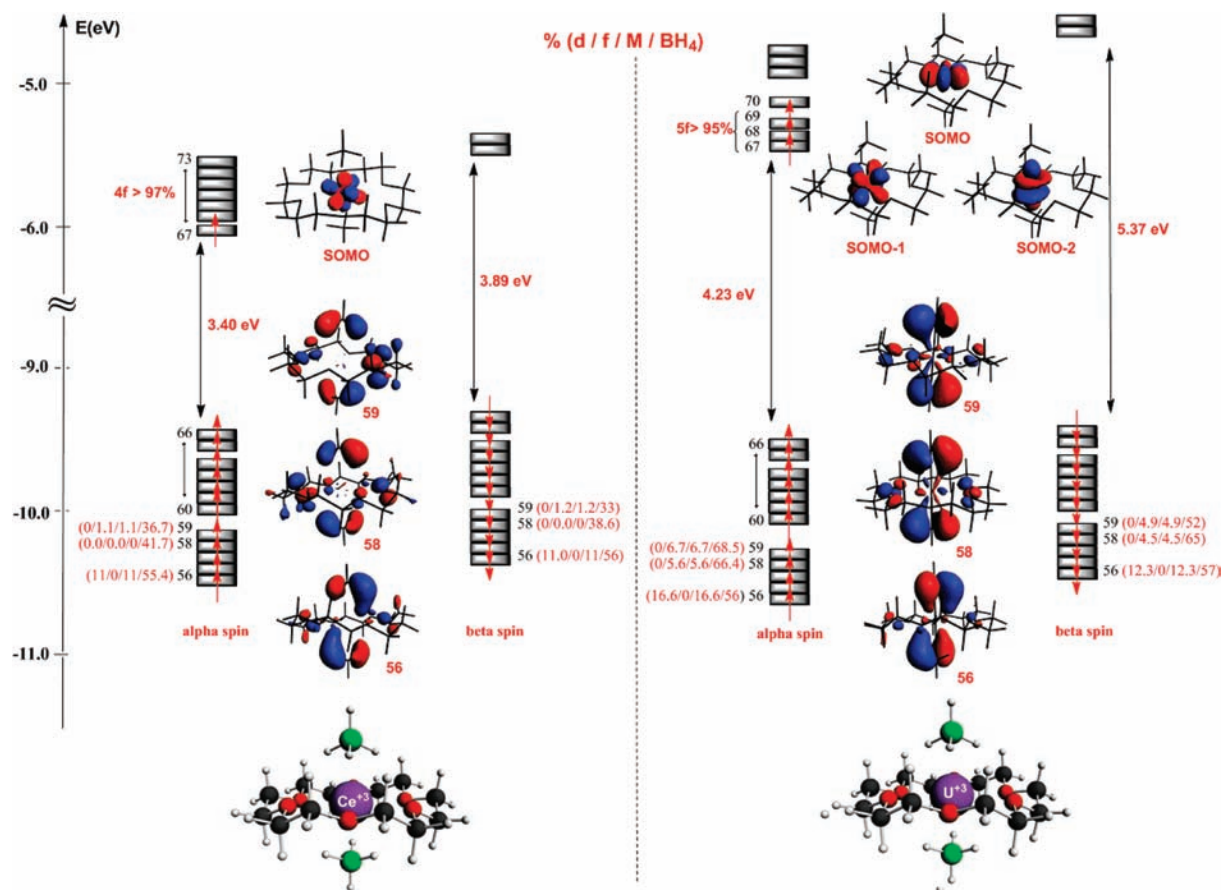 E(eV)
% (d / f / M / BH4)
-5.0
-6.0
-9.0
-10.0
-11.0
73
4f > 97%
67
SOMO
3.40 eV
3.89 eV
59
66
60
(0/1.1/1.1/36.7) 59
(0.0/0.0/0/41.7) 58
(11/0/11/55.4) 56
alpha spin
58
56
59 (0/1.2/1.2/33)
58 (0/0.0/0/38.6)
56 (11.0/0/11/56)
beta spin
Ce+3
70
69
5f> 95% 68
67
SOMO
SOMO-1
SOMO-2
4.23 eV
5.37 eV
59
66
60
(0/6.7/6.7/68.5) 59
(0/5.6/5.6/66.4) 58
(16.6/0/16.6/56) 56
alpha spin
58
56
59 (0/4.9/4.9/52)
58 (0/4.5/4.5/65)
56 (12.3/0/12.3/57)
beta spin
U+3